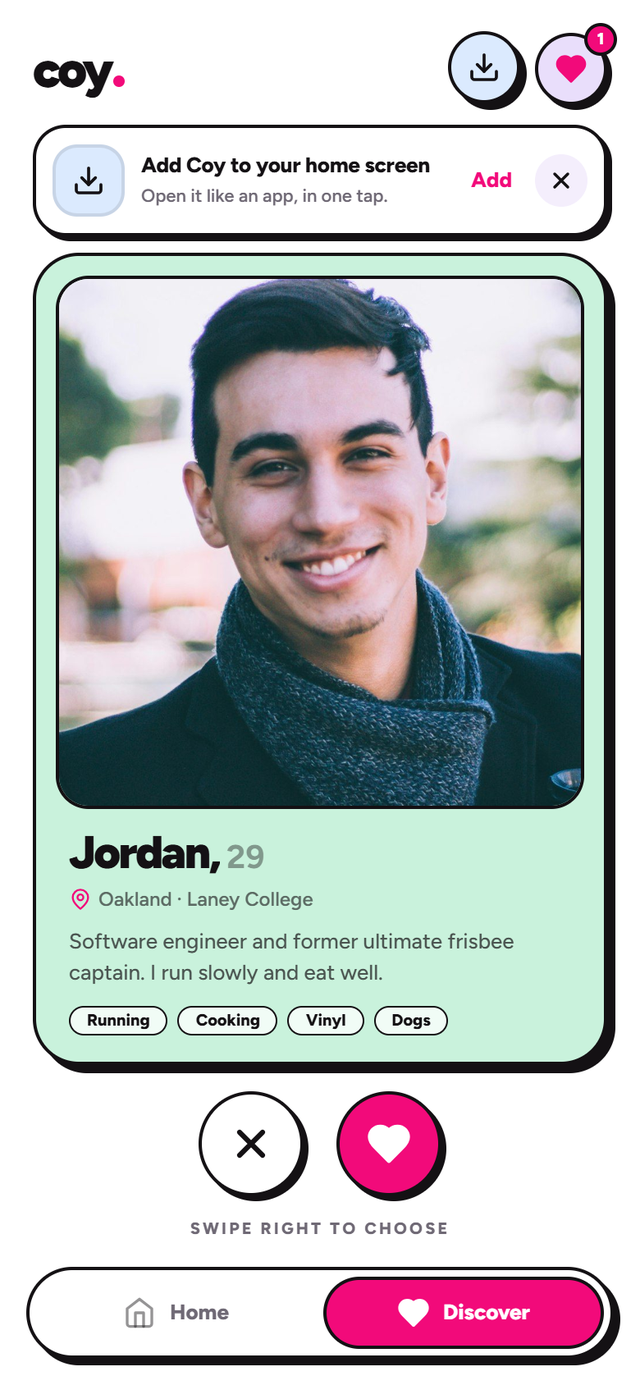 coy.
1
Add Coy to your home screen
Open it like an app, in one tap.
Add
Jordan, 29
Oakland · Laney College
Software engineer and former ultimate frisbee
captain. I run slowly and eat well.
Running Cooking Vinyl Dogs
SWIPE RIGHT TO CHOOSE
Home Discover